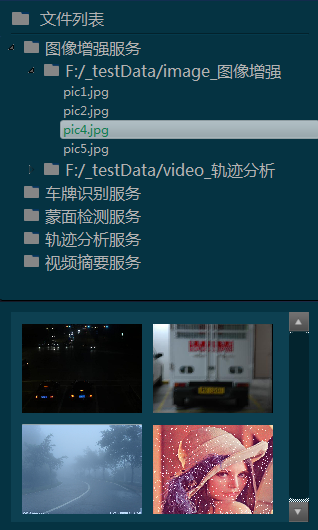 文件列表
图像增强服务
F:/_testData/image_图像增强
pic1.jpg
pic2.jpg
pic4.jpg
pic5.jpg
F:/_testData/video_轨迹分析
车牌识别服务
蒙面检测服务
轨迹分析服务
视频摘要服务